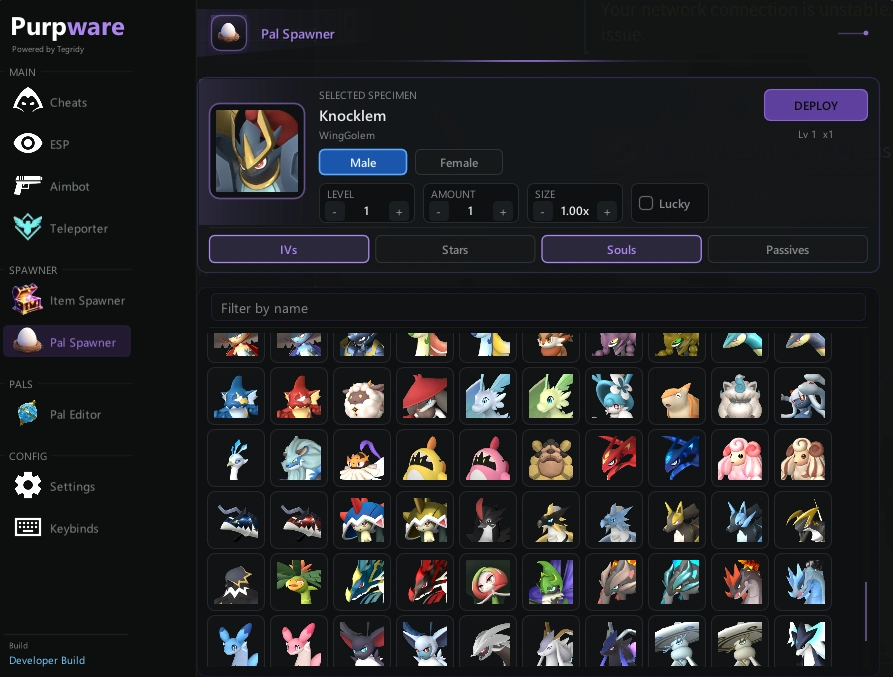 Purpware
Powered by Tegridy
MAIN
Cheats
ESP
Aimbot
Teleporter
SPAWNER
Item Spawner
Pal Spawner
PALS
Pal Editor
CONFIG
Settings
Keybinds
Build
Developer Build
Your network connection is unstable
issue.
Pal Spawner
SELECTED SPECIMEN
Knocklem
WingGolem
Male
Female
DEPLOY
Lv 1 x1
LEVEL
- 1 +
AMOUNT
- 1 +
SIZE
- 1.00x +
Lucky
IVs
Stars
Souls
Passives
Filter by name